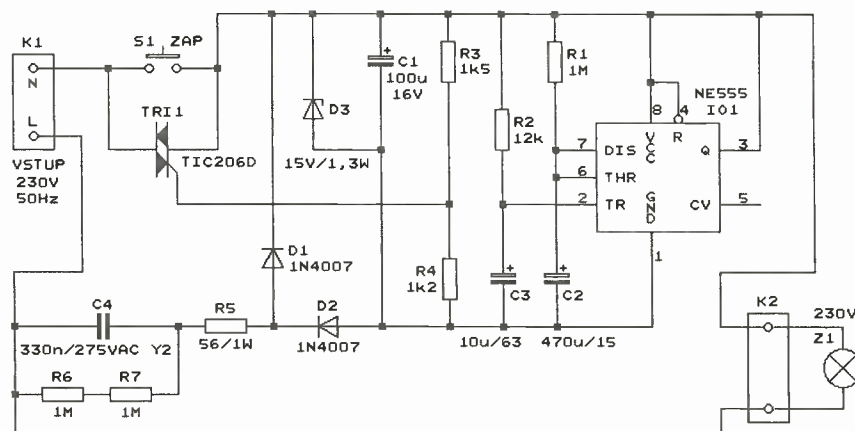 K1
N
L
VSTUP
230V
50Hz
S1 ZAP
TRI1
TIC206D
D3
15V/1,3W
C1
100u
16V
R3
1k5
R1
1M
R2
12k
NE555
IO1
8
4
7
6
2
3
5
1
DIS
THR
TR
VCC
R
GND
Q
CV
D1
1N4007
R4
1k2
C3
C2
10u/63
470u/15
C4
330n/275VAC Y2
R5
56/1W
D2
1N4007
R6
1M
R7
1M
K2
230V
Z1